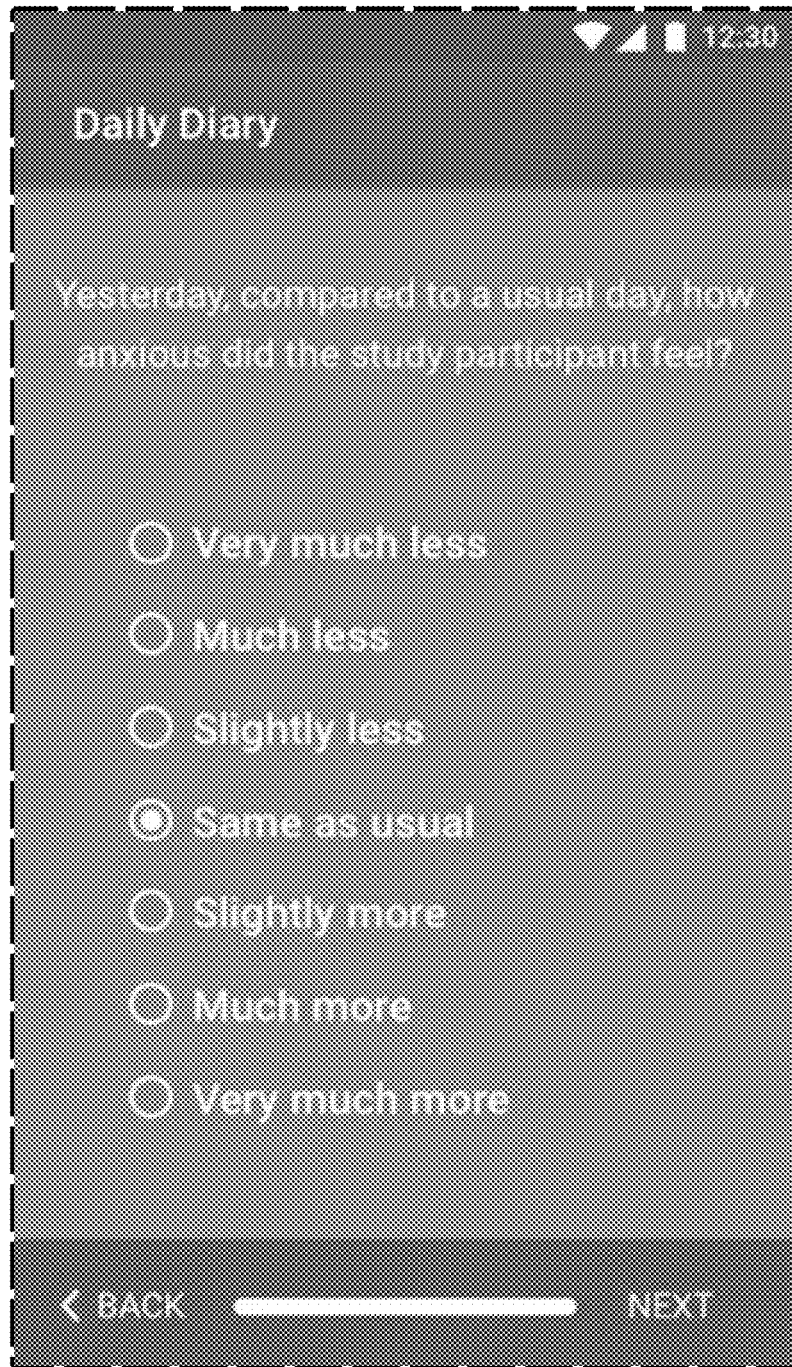 12:30
Daily Diary
Yesterday, compared to a usual day, how
anxious did the study participant feel?
Very much less
Much less
Slightly less
Same as usual
Slightly more
Much more
Very much more
BACK NEXT